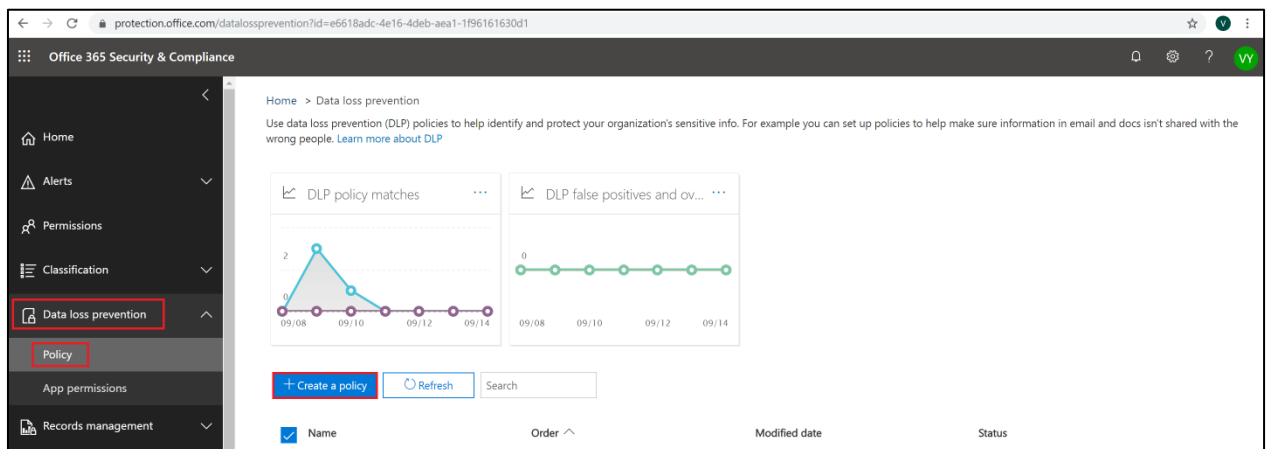 protection.office.com/datalossprevention?id=e6618adc-4e16-4deb-aea1-1f96161630d1
V
Office 365 Security & Compliance
?
VY
Home
Alerts
Permissions
Classification
Data loss prevention
Policy
App permissions
Records management
Home > Data loss prevention
Use data loss prevention (DLP) policies to help identify and protect your organization's sensitive info. For example you can set up policies to help make sure information in email and docs isn't shared with the
wrong people. Learn more about DLP
DLP policy matches ...
2
0
09/08 09/10 09/12 09/14
DLP false positives and ov... ...
0
09/08 09/10 09/12 09/14
+ Create a policy
Refresh
Search
Name Order Modified date Status